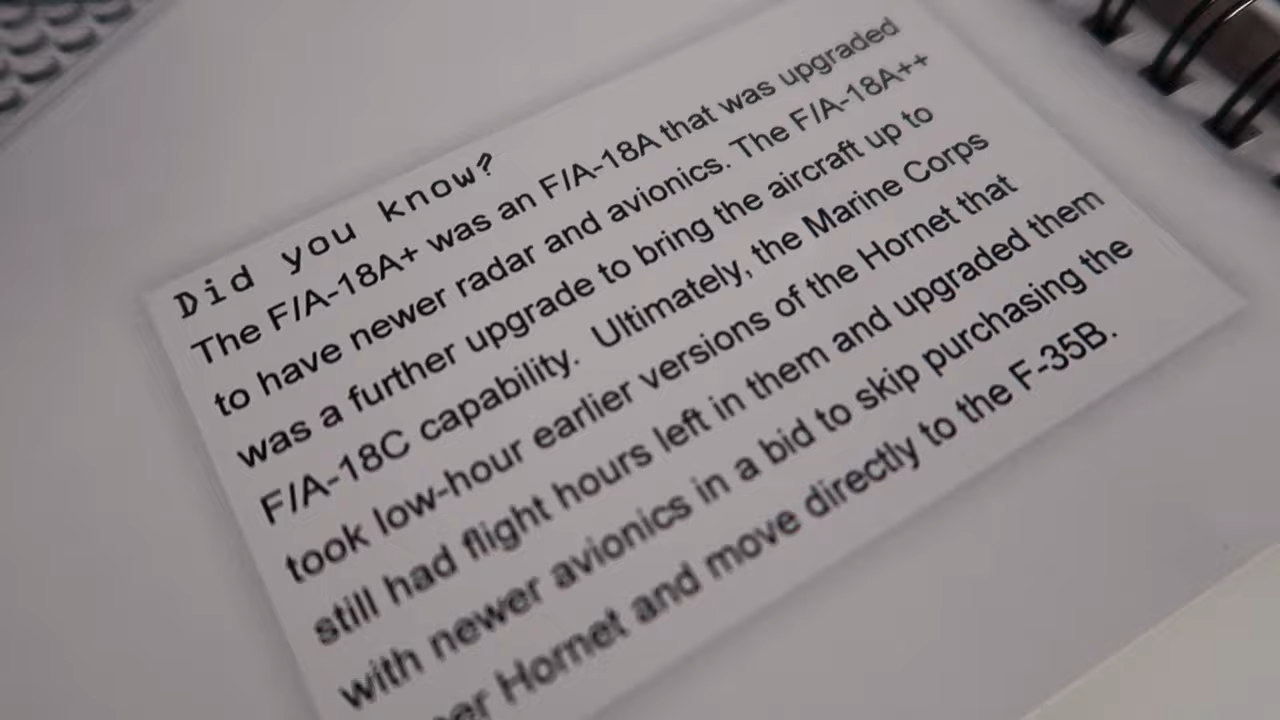 Did you know?
The F/A-18A+ was an F/A-18A that was upgraded
to have newer radar and avionics. The F/A-18A++
was a further upgrade to bring the aircraft up to
F/A-18C capability. Ultimately, the Marine Corps
took low-hour earlier versions of the Hornet that
still had flight hours left in them and upgraded them
with newer avionics in a bid to skip purchasing the
Hornet and move directly to the F-35B.